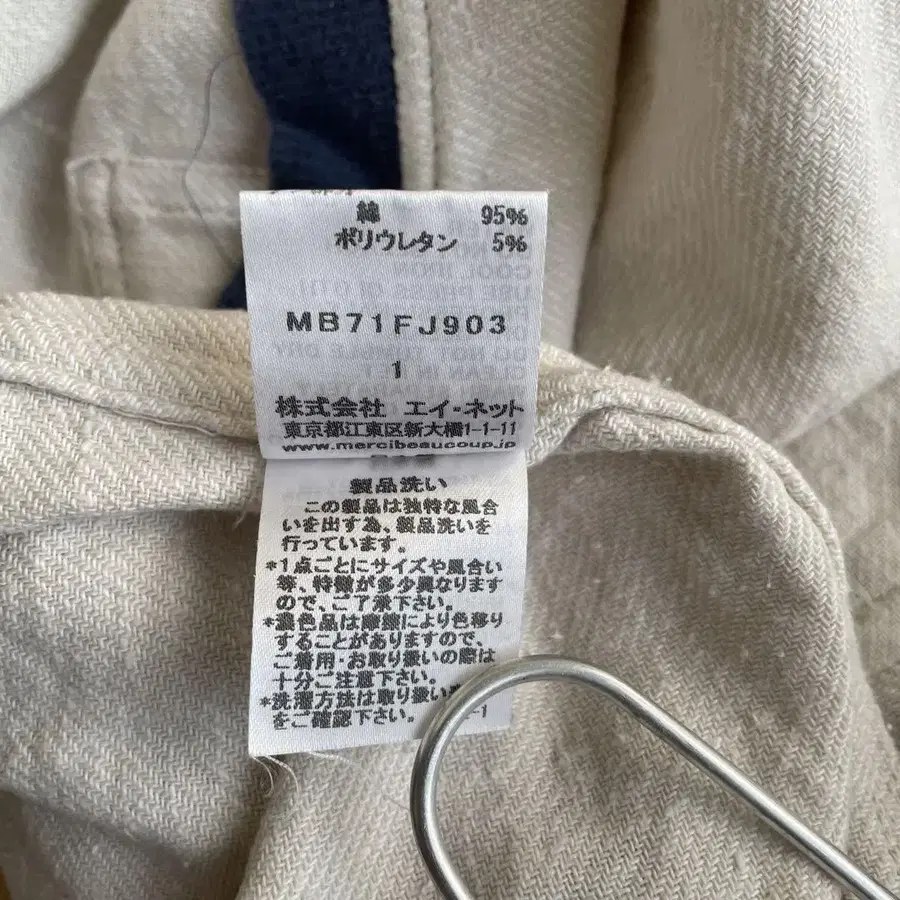 綿 95%
ポリウレタン 5%
MB71FJ903
1
株式会社 エイ・ネット
東京都江東区新大橋1-1-11
www.mercibeaucoup.jp
製品洗い
この製品は独特な風合
いを出す為、製品洗いを
行っています。
*1点ごとにサイズや風合い
等、特徴が多少異なります
ので、ご了承下さい。
*濃色品は摩擦により色移り
することがありますので、
ご着用・お取り扱いの際は
十分ご注意下さい。
*洗濯方法は取り扱い
をご確認下さい。 -1